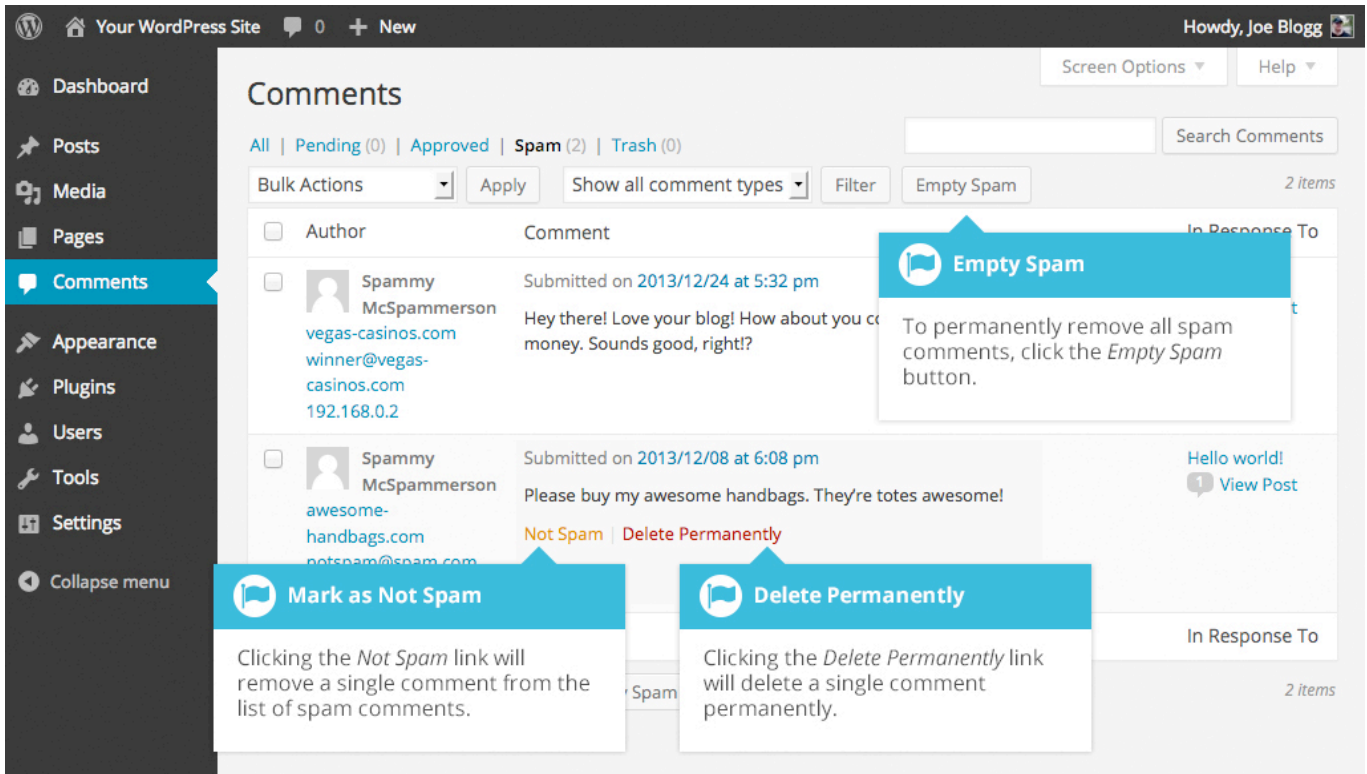 Your WordPress Site 0 + New Howdy, Joe Blogg
Screen Options Help
Dashboard
Posts
Media
Pages
Comments
Appearance
Plugins
Users
Tools
Settings
Collapse menu
Comments
All | Pending (0) | Approved | Spam (2) | Trash (0)
Search Comments
Bulk Actions Apply Show all comment types Filter Empty Spam 2 items
Author Comment In Response To
Spammy
McSpammerson
vegas-casinos.com
winner@vegas-
casinos.com
192.168.0.2
Submitted on 2013/12/24 at 5:32 pm
Hey there! Love your blog! How about you
money. Sounds good, right!?
Empty Spam
To permanently remove all spam
comments, click the Empty Spam
button.
Spammy
McSpammerson
awesome-
handbags.com
notspam@spam.com
Submitted on 2013/12/08 at 6:08 pm
Please buy my awesome handbags. They're totes awesome!
Not Spam | Delete Permanently
Hello world!
1 View Post
Mark as Not Spam
Clicking the Not Spam link will
remove a single comment from the
list of spam comments.
Delete Permanently
Clicking the Delete Permanently link
will delete a single comment
permanently.
In Response To
Spam
2 items